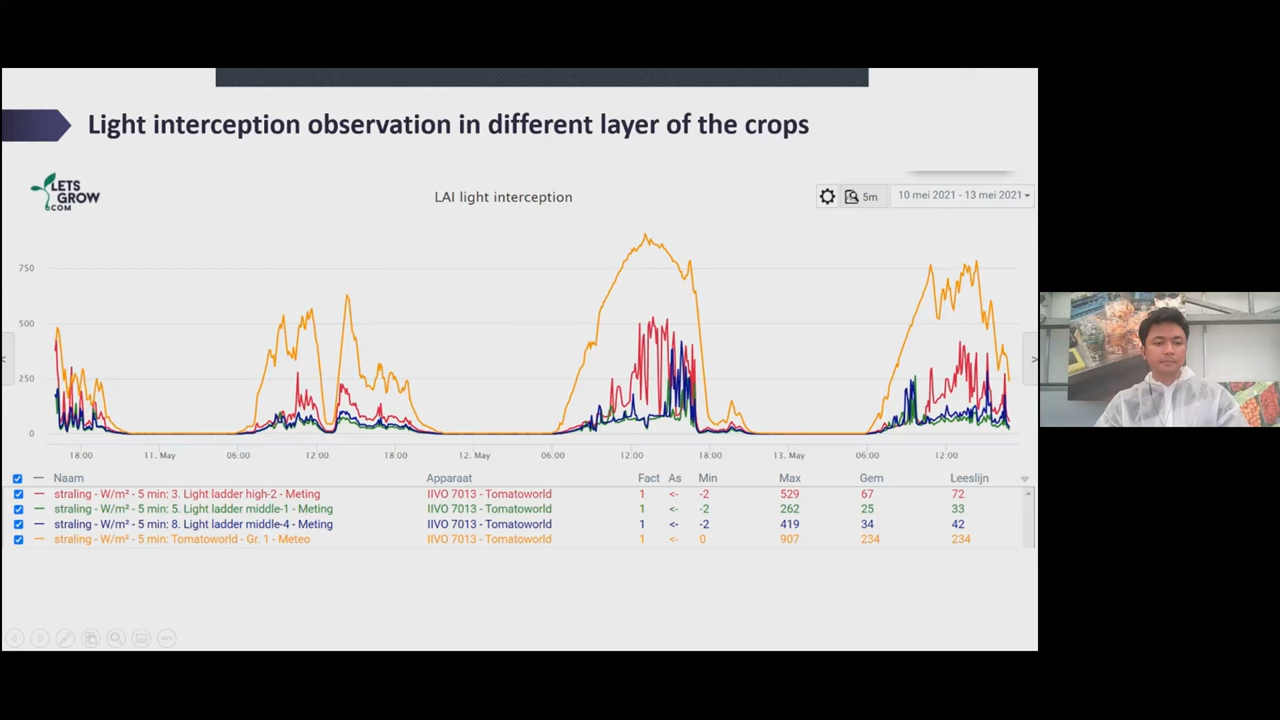 Light interception observation in different layer of the crops
LETS
GROW
.COM
LAI light interception
5m
10 mei 2021 - 13 mei 2021
750
500
250
0
18:00 11. May 06:00 12:00 18:00 12. May 06:00 12:00 18:00 13. May 06:00 12:00
Naam Apparaat Fact As Min Max Gem Leeslijn
straling - W/m² - 5 min: 3. Light ladder high-2 - Meting IIVO 7013 - Tomatoworld 1 <- -2 529 67 72
straling - W/m² - 5 min: 5. Light ladder middle-1 - Meting IIVO 7013 - Tomatoworld 1 <- -2 262 25 33
straling - W/m² - 5 min: 8. Light ladder middle-4 - Meting IIVO 7013 - Tomatoworld 1 <- -2 419 34 42
straling - W/m² - 5 min: Tomatoworld - Gr. 1 - Meteo IIVO 7013 - Tomatoworld 1 <- 0 907 234 234